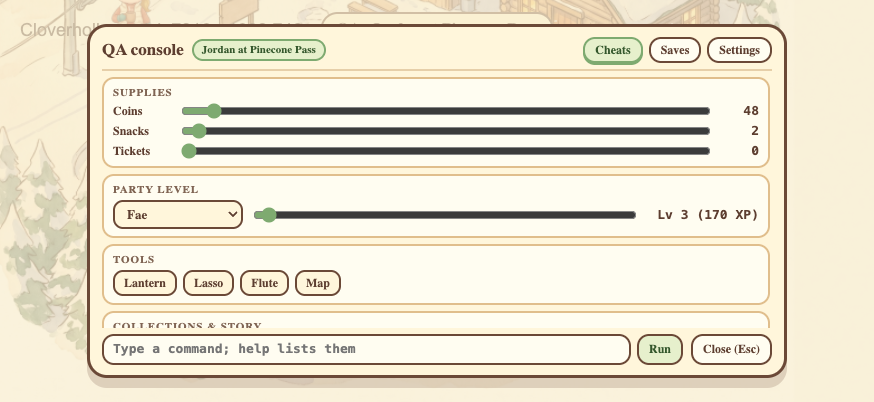 Cloverhol
QA console
Jordan at Pinecone Pass
Cheats
Saves
Settings
SUPPLIES
Coins 48
Snacks 2
Tickets 0
PARTY LEVEL
Fae
Lv 3 (170 XP)
TOOLS
Lantern
Lasso
Flute
Map
COLLECTIONS & STORY
Type a command; help lists them
Run
Close (Esc)